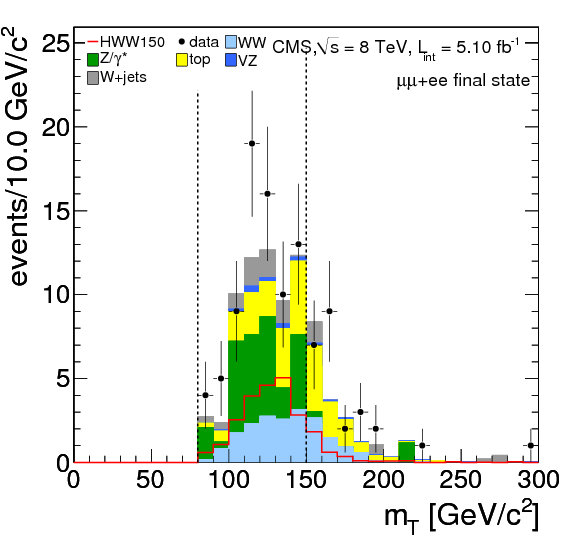 HWW150 data WW CMS,√s = 8 TeV, L_int = 5.10 fb⁻¹
Z/γ* top VZ
W+jets
μμ+ee final state
events/10.0 GeV/c²
25
20
15
10
5
0
0 50 100 150 200 250 300
m_T [GeV/c²]